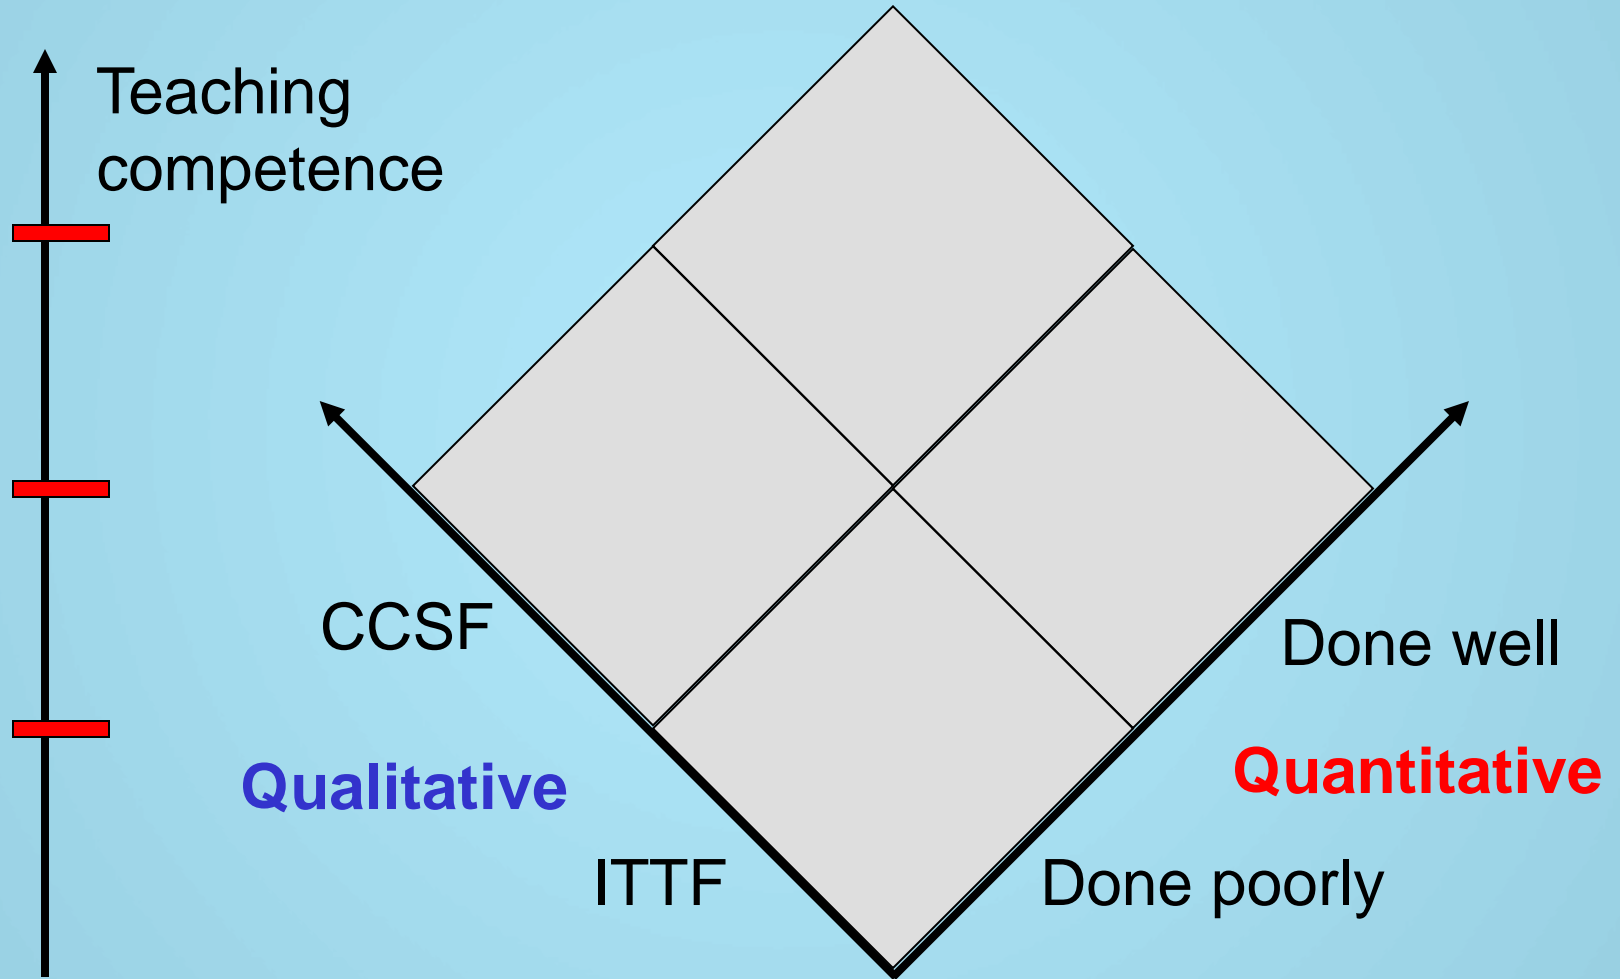 Teaching
competence
CCSF
Done well
Qualitative
Quantitative
ITTF
Done poorly